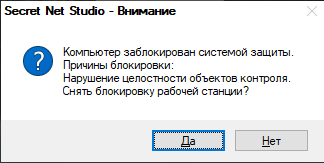 Secret Net Studio - Внимание
Компьютер заблокирован системой защиты.
Причины блокировки:
Нарушение целостности объектов контроля.
Снять блокировку рабочей станции?
Да
Нет